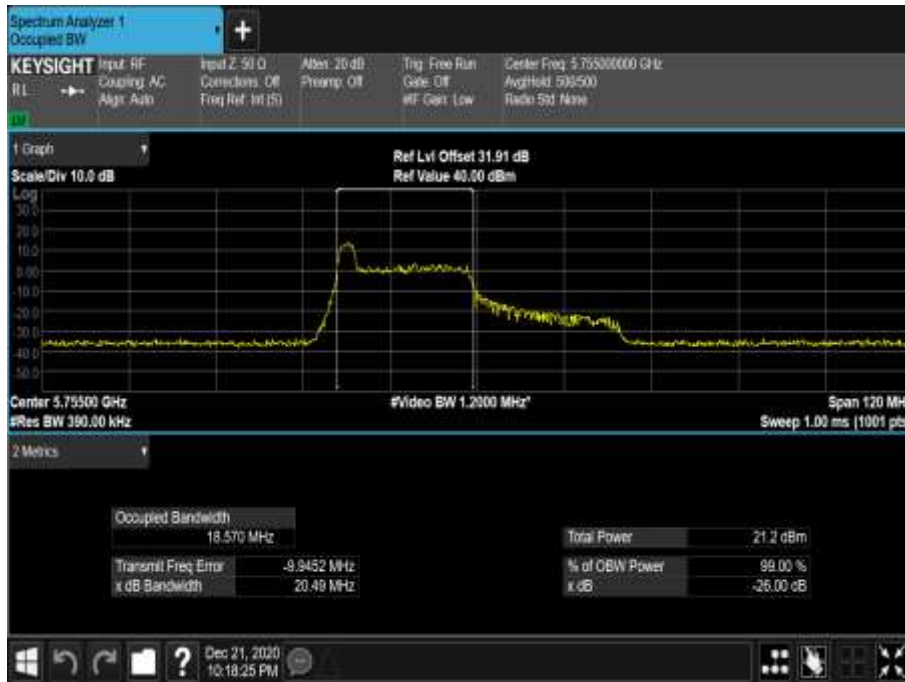 Spectrum Analyzer 1
Occupied BW
+
KEYSIGHT Input: RF Input Z: 50 Ω Atten: 20 dB Trig: Free Run Center Freq: 5.755000000 GHz
RL Coupling: AC Corrections: Off Preamp: Off Gate: Off Avg|Hold: 500/500
Align: Auto Freq Ref: Int (S) #IF Gain: Low Radio Std: None
1 Graph
Ref Lvl Offset 31.91 dB
Scale/Div 10.0 dB Ref Value 40.00 dBm
Log
30.0
20.0
10.0
0.00
-10.0
-20.0
-30.0
-40.0
-50.0
Center 5.75500 GHz #Video BW 1.2000 MHz* Span 120 MH
#Res BW 390.00 kHz Sweep 1.00 ms (1001 pts
2 Metrics
Occupied Bandwidth
18.570 MHz Total Power 21.2 dBm
Transmit Freq Error -9.9452 MHz % of OBW Power 99.00 %
x dB Bandwidth 20.49 MHz x dB -26.00 dB
? Dec 21, 2020
10:18:25 PM